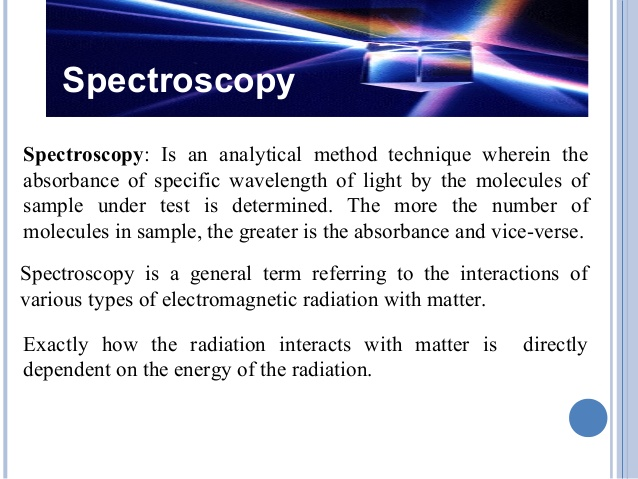 Spectroscopy
Spectroscopy: Is an analytical method technique wherein the
absorbance of specific wavelength of light by the molecules of
sample under test is determined. The more the number of
molecules in sample, the greater is the absorbance and vice-verse.
Spectroscopy is a general term referring to the interactions of
various types of electromagnetic radiation with matter.
Exactly how the radiation interacts with matter is directly
dependent on the energy of the radiation.